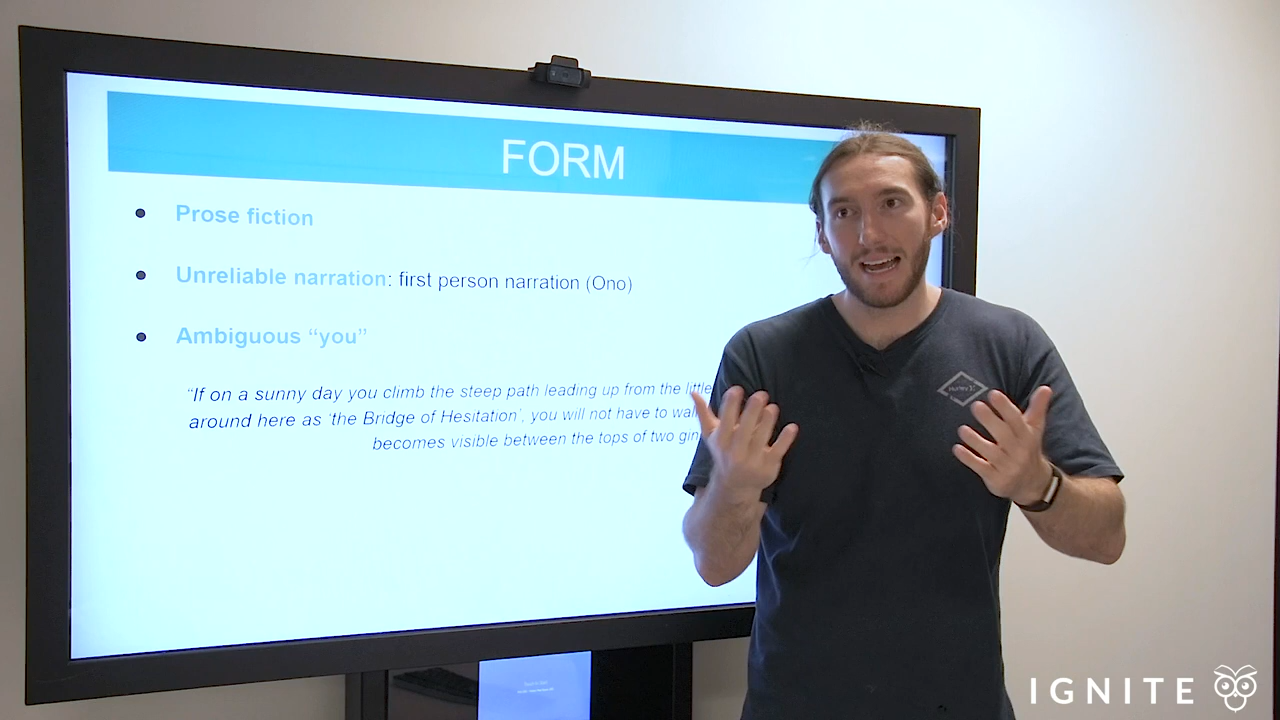 FORM
Prose fiction
Unreliable narration: first person narration (Ono)
Ambiguous “you”
“If on a sunny day you climb the steep path leading up from the little
around here as ‘the Bridge of Hesitation’, you will not have to
becomes visible between the tops of two
Hurley
IGNITE